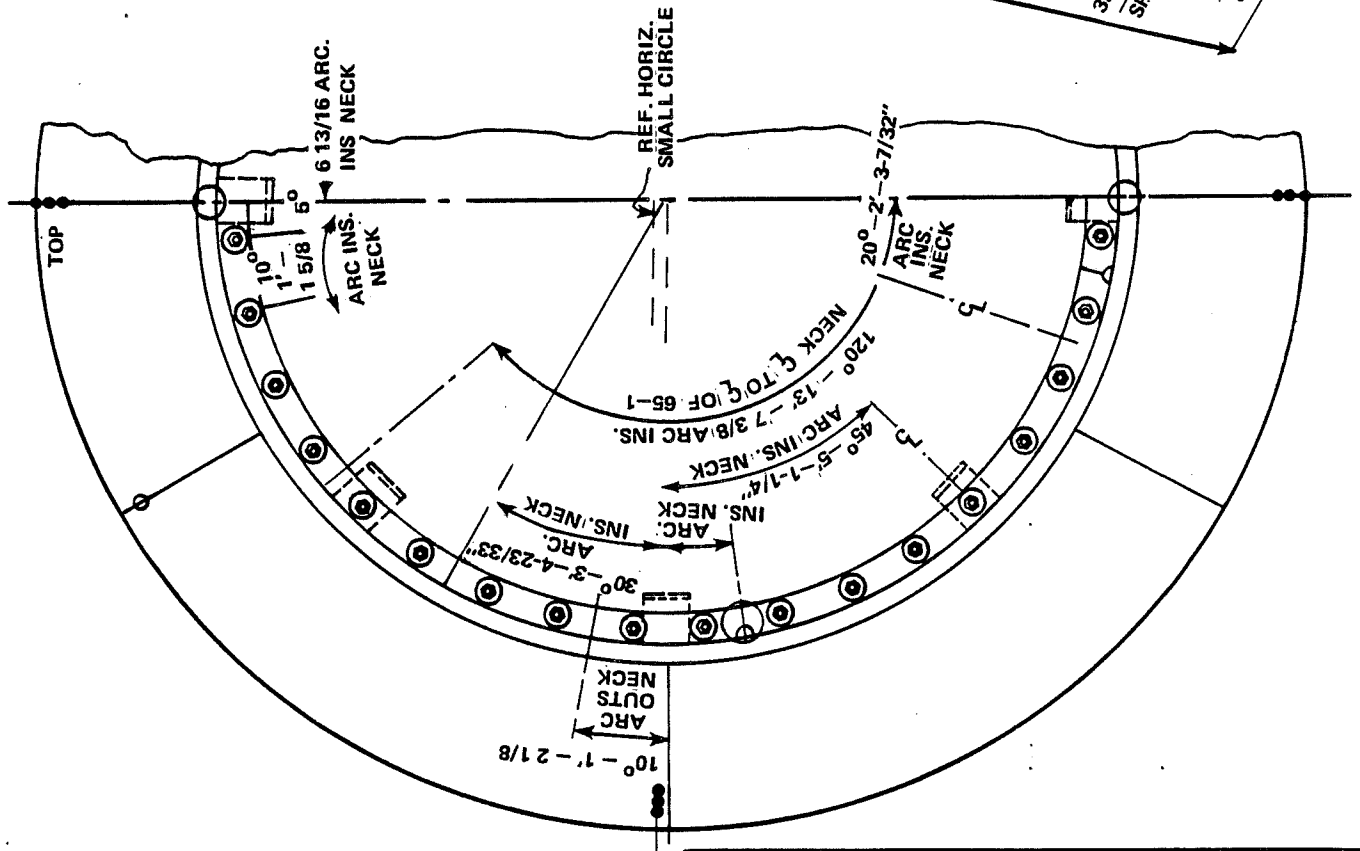 TOP
6 13/16 ARC.
INS NECK
5°
10°
1' –
1 5/8
ARC INS.
NECK
REF. HORIZ.
SMALL CIRCLE
20° – 2' – 3-7/32"
ARC
INS.
NECK
C L
NECK C L TO C L OF 65–1
120° – 13' – 7 3/8 ARC INS.
45° – 5' – 1-1/4"
ARC INS. NECK
C L
ARC.
INS. NECK
30° – 3' – 4-23/33"
ARC.
INS. NECK
10° – 1' – 2 1/8
ARC
OUTS
NECK